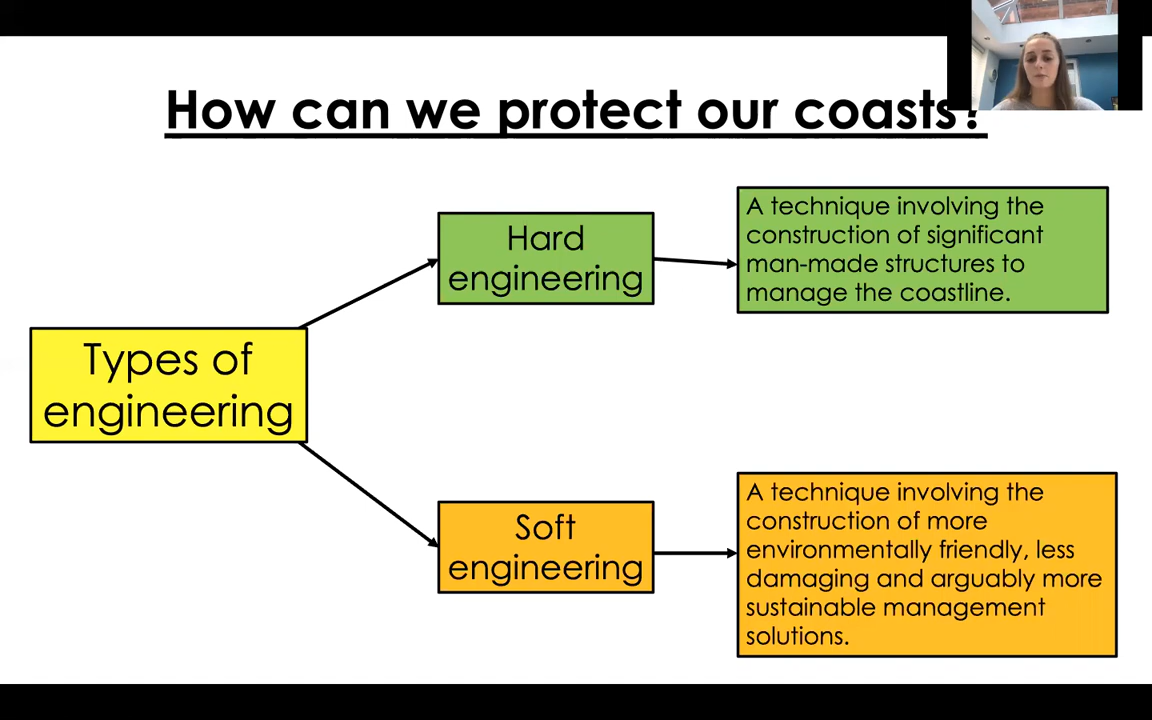 How can we protect our coasts?
Types of
engineering
Hard
engineering
A technique involving the
construction of significant
man-made structures to
manage the coastline.
Soft
engineering
A technique involving the
construction of more
environmentally friendly, less
damaging and arguably more
sustainable management
solutions.